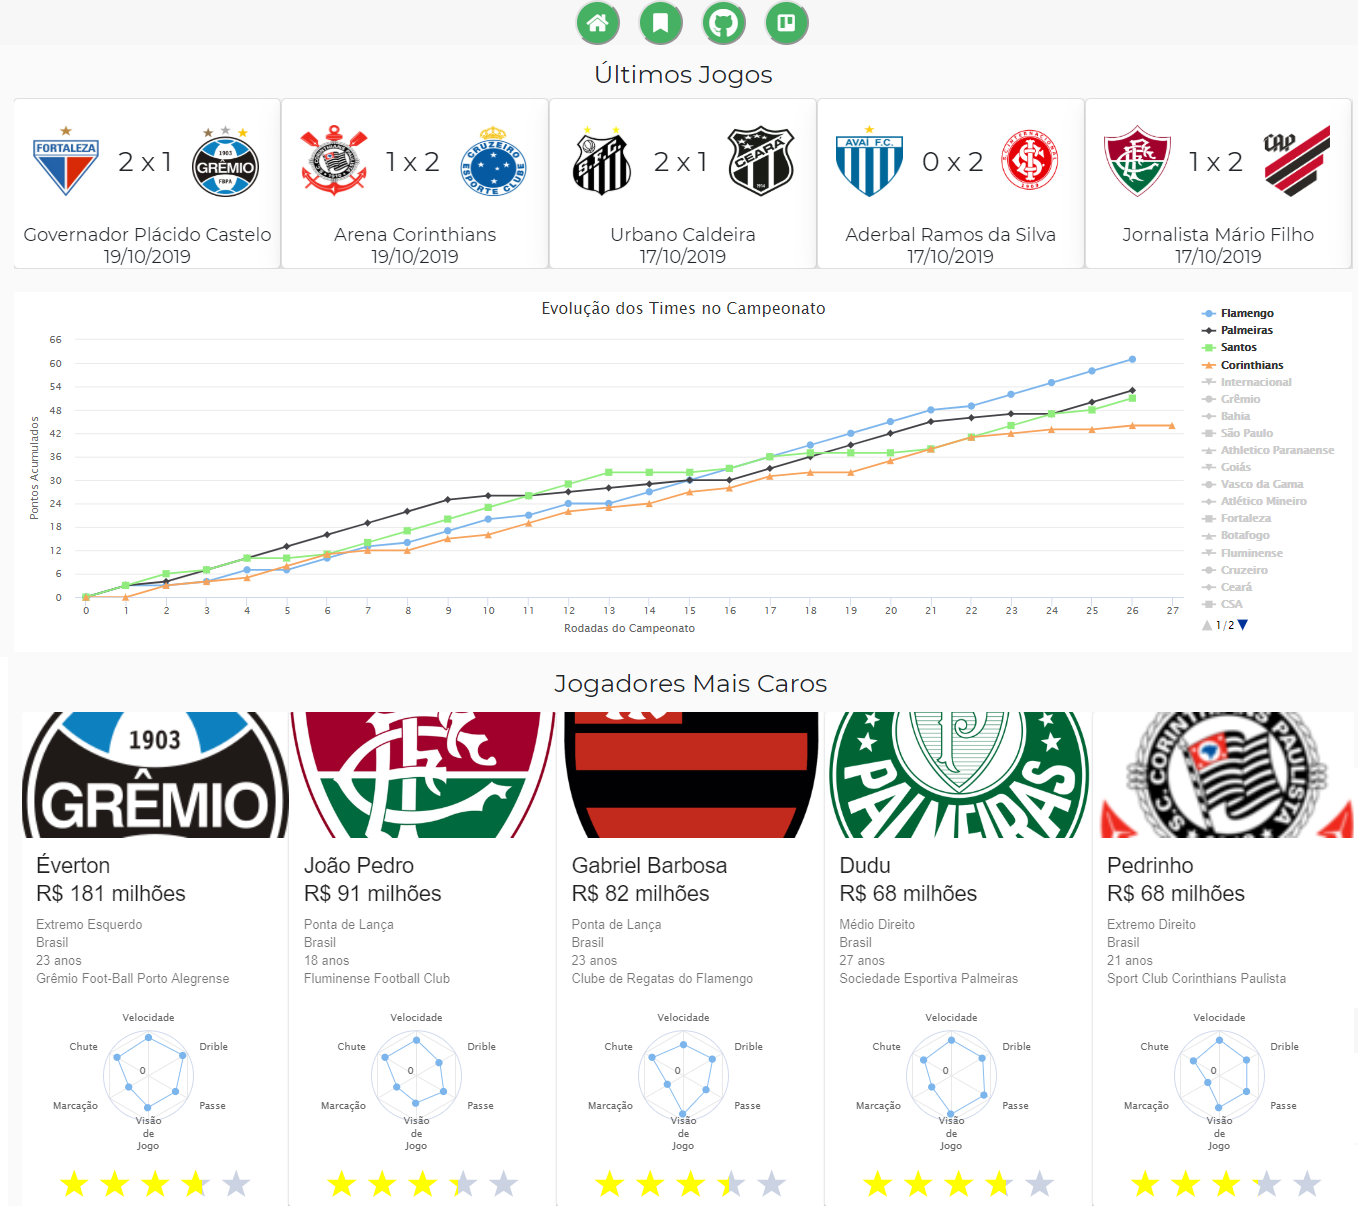 Últimos Jogos
FORTALEZA
2 x 1
1903
GRÊMIO
FBPA
Governador Plácido Castelo
19/10/2019
1 x 2
CRUZEIRO
ESPORTE CLUBE
Arena Corinthians
19/10/2019
S.F.C.
2 x 1
CEARÁ
1914
Urbano Caldeira
17/10/2019
AVAÍ F.C.
0 x 2
S.C. INTERNACIONAL
1909
Aderbal Ramos da Silva
17/10/2019
1 x 2
CAP
Jornalista Mário Filho
17/10/2019
Evolução dos Times no Campeonato
Pontos Acumulados
66
60
54
48
42
36
30
24
18
12
6
0
0 1 2 3 4 5 6 7 8 9 10 11 12 13 14 15 16 17 18 19 20 21 22 23 24 25 26 27
Rodadas do Campeonato
Flamengo
Palmeiras
Santos
Corinthians
Internacional
Grêmio
Bahia
São Paulo
Athletico Paranaense
Goiás
Vasco da Gama
Atlético Mineiro
Fortaleza
Botafogo
Fluminense
Cruzeiro
Ceará
CSA
1/2
Jogadores Mais Caros
1903
GRÊMIO
Éverton
R$ 181 milhões
Extremo Esquerdo
Brasil
23 anos
Grêmio Foot-Ball Porto Alegrense
Velocidade
Chute
Drible
0
Marcação
Passe
Visão
de
Jogo
João Pedro
R$ 91 milhões
Ponta de Lança
Brasil
18 anos
Fluminense Football Club
Velocidade
Chute
Drible
0
Marcação
Passe
Visão
de
Jogo
Gabriel Barbosa
R$ 82 milhões
Ponta de Lança
Brasil
23 anos
Clube de Regatas do Flamengo
Velocidade
Chute
Drible
0
Marcação
Passe
Visão
de
Jogo
P
PALMEIRAS
Dudu
R$ 68 milhões
Médio Direito
Brasil
27 anos
Sociedade Esportiva Palmeiras
Velocidade
Chute
Drible
0
Marcação
Passe
Visão
de
Jogo
S.C. CORINTHIANS PAULISTA
Pedrinho
R$ 68 milhões
Extremo Direito
Brasil
21 anos
Sport Club Corinthians Paulista
Velocidade
Chute
Drible
0
Marcação
Passe
Visão
de
Jogo